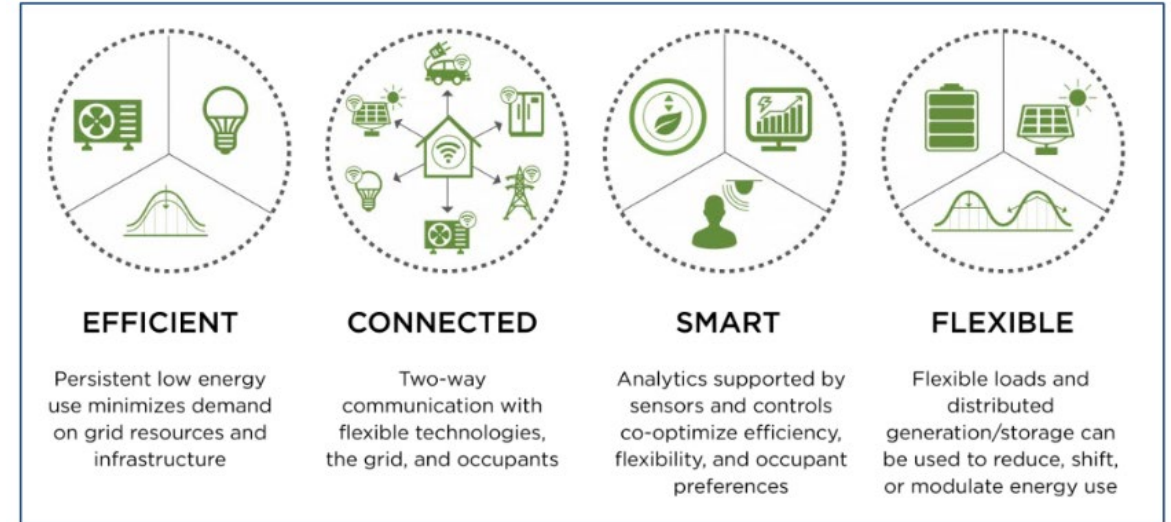 EFFICIENT
Persistent low energy
use minimizes demand
on grid resources and
infrastructure
CONNECTED
Two-way
communication with
flexible technologies,
the grid, and occupants
SMART
Analytics supported by
sensors and controls
co-optimize efficiency,
flexibility, and occupant
preferences
FLEXIBLE
Flexible loads and
distributed
generation/storage can
be used to reduce, shift,
or modulate energy use